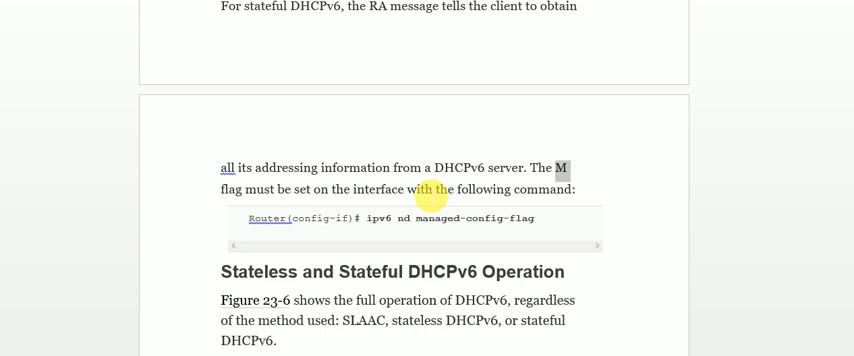 For stateful DHCPv6, the RA message tells the client to obtain
all its addressing information from a DHCPv6 server. The M
flag must be set on the interface with the following command:
Router(config-if)# ipv6 nd managed-config-flag
Stateless and Stateful DHCPv6 Operation
Figure 23-6 shows the full operation of DHCPv6, regardless
of the method used: SLAAC, stateless DHCPv6, or stateful
DHCPv6.